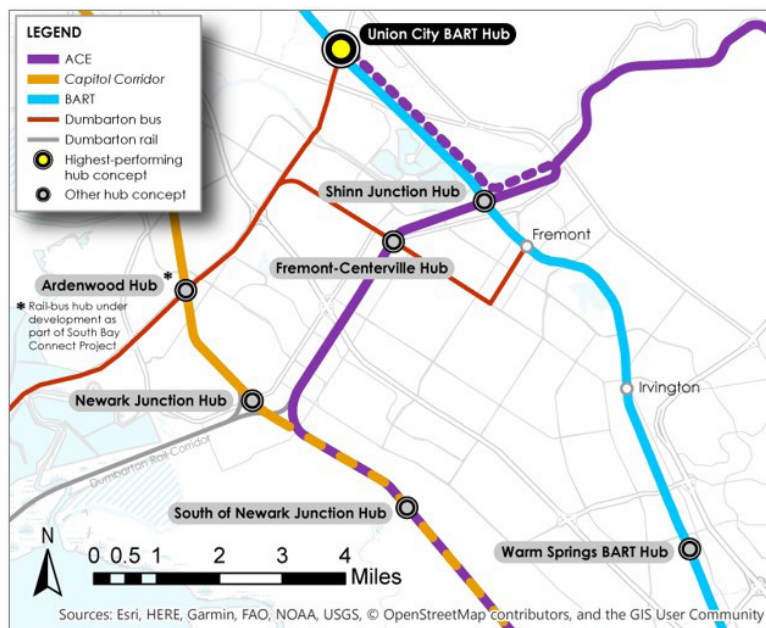 LEGEND
ACE
Capitol Corridor
BART
Dumbarton bus
Dumbarton rail
Highest-performing
hub concept
Other hub concept
Union City BART Hub
Shinn Junction Hub
Fremont
Fremont-Centerville Hub
Ardenwood Hub *
* Rail-bus hub under
development as
part of South Bay
Connect Project
Newark Junction Hub
Irvington
Dumbarton Rail Corridor
South of Newark Junction Hub
Warm Springs BART Hub
N
0 0.5 1 2 3 4
Miles
Sources: Esri, HERE, Garmin, FAO, NOAA, USGS, © OpenStreetMap contributors, and the GIS User Community